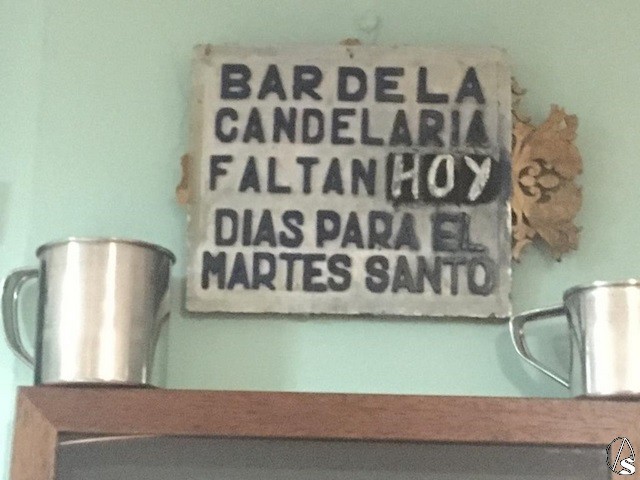 BAR DE LA
CANDELARIA
FALTAN HOY
DIAS PARA EL
MARTES SANTO